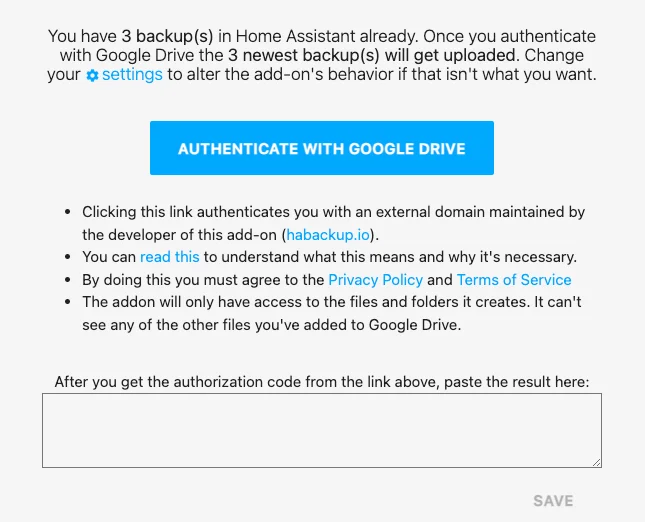 You have 3 backup(s) in Home Assistant already. Once you authenticate
with Google Drive the 3 newest backup(s) will get uploaded. Change
your settings to alter the add-on's behavior if that isn't what you want.
AUTHENTICATE WITH GOOGLE DRIVE
• Clicking this link authenticates you with an external domain maintained by
the developer of this add-on (habackup.io).
• You can read this to understand what this means and why it's necessary.
• By doing this you must agree to the Privacy Policy and Terms of Service
• The addon will only have access to the files and folders it creates. It can't
see any of the other files you've added to Google Drive.
After you get the authorization code from the link above, paste the result here:
SAVE